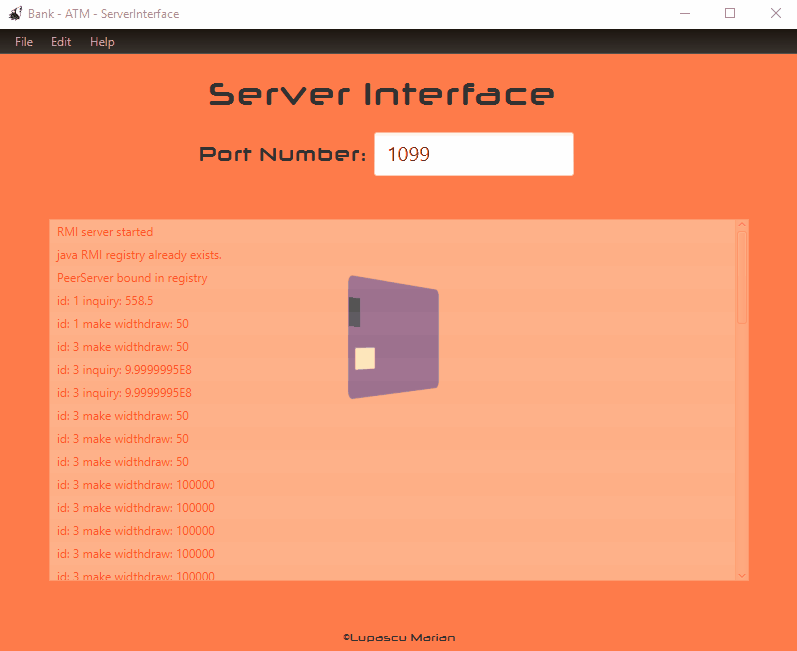 Bank - ATM - ServerInterface
File Edit Help
Server Interface
Port Number: 1099
RMI server started
java RMI registry already exists.
PeerServer bound in registry
id: 1 inquiry: 558.5
id: 1 make widthdraw: 50
id: 3 make widthdraw: 50
id: 3 inquiry: 9.9999995E8
id: 3 inquiry: 9.9999995E8
id: 3 make widthdraw: 50
id: 3 make widthdraw: 50
id: 3 make widthdraw: 50
id: 3 make widthdraw: 100000
id: 3 make widthdraw: 100000
id: 3 make widthdraw: 100000
id: 3 make widthdraw: 100000
id: 3 make widthdraw: 100000
©Lupascu Marian